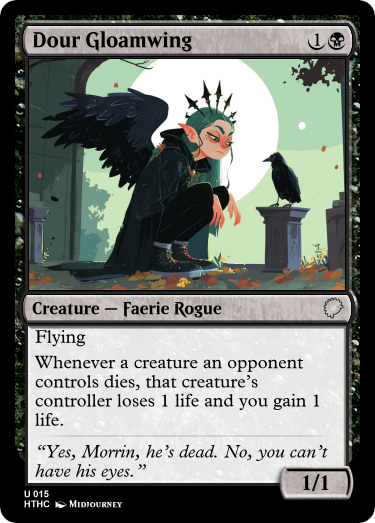 Dour Gloamwing 1
Creature — Faerie Rogue
Flying
Whenever a creature an opponent
controls dies, that creature's
controller loses 1 life and you gain 1
life.
“Yes, Morrin, he's dead. No, you can't
have his eyes.”
1/1
U 015
HTHC MIDJOURNEY